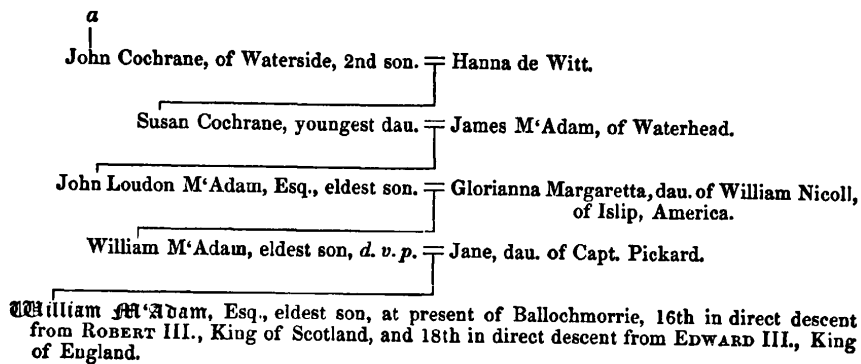 a
John Cochrane, of Waterside, 2nd son. = Hanna de Witt.
Susan Cochrane, youngest dau. = James M‘Adam, of Waterhead.
John Loudon M‘Adam, Esq., eldest son. = Glorianna Margaretta, dau. of William Nicoll,
of Islip, America.
William M‘Adam, eldest son, d. v. p. = Jane, dau. of Capt. Pickard.
William M‘Adam, Esq., eldest son, at present of Ballochmorrie, 16th in direct descent
from ROBERT III., King of Scotland, and 18th in direct descent from EDWARD III., King
of England.